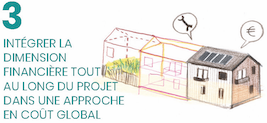 3
INTÉGRER LA
DIMENSION
FINANCIÈRE TOUT
AU LONG DU PROJET
DANS UNE APPROCHE
EN COÛT GLOBAL
€